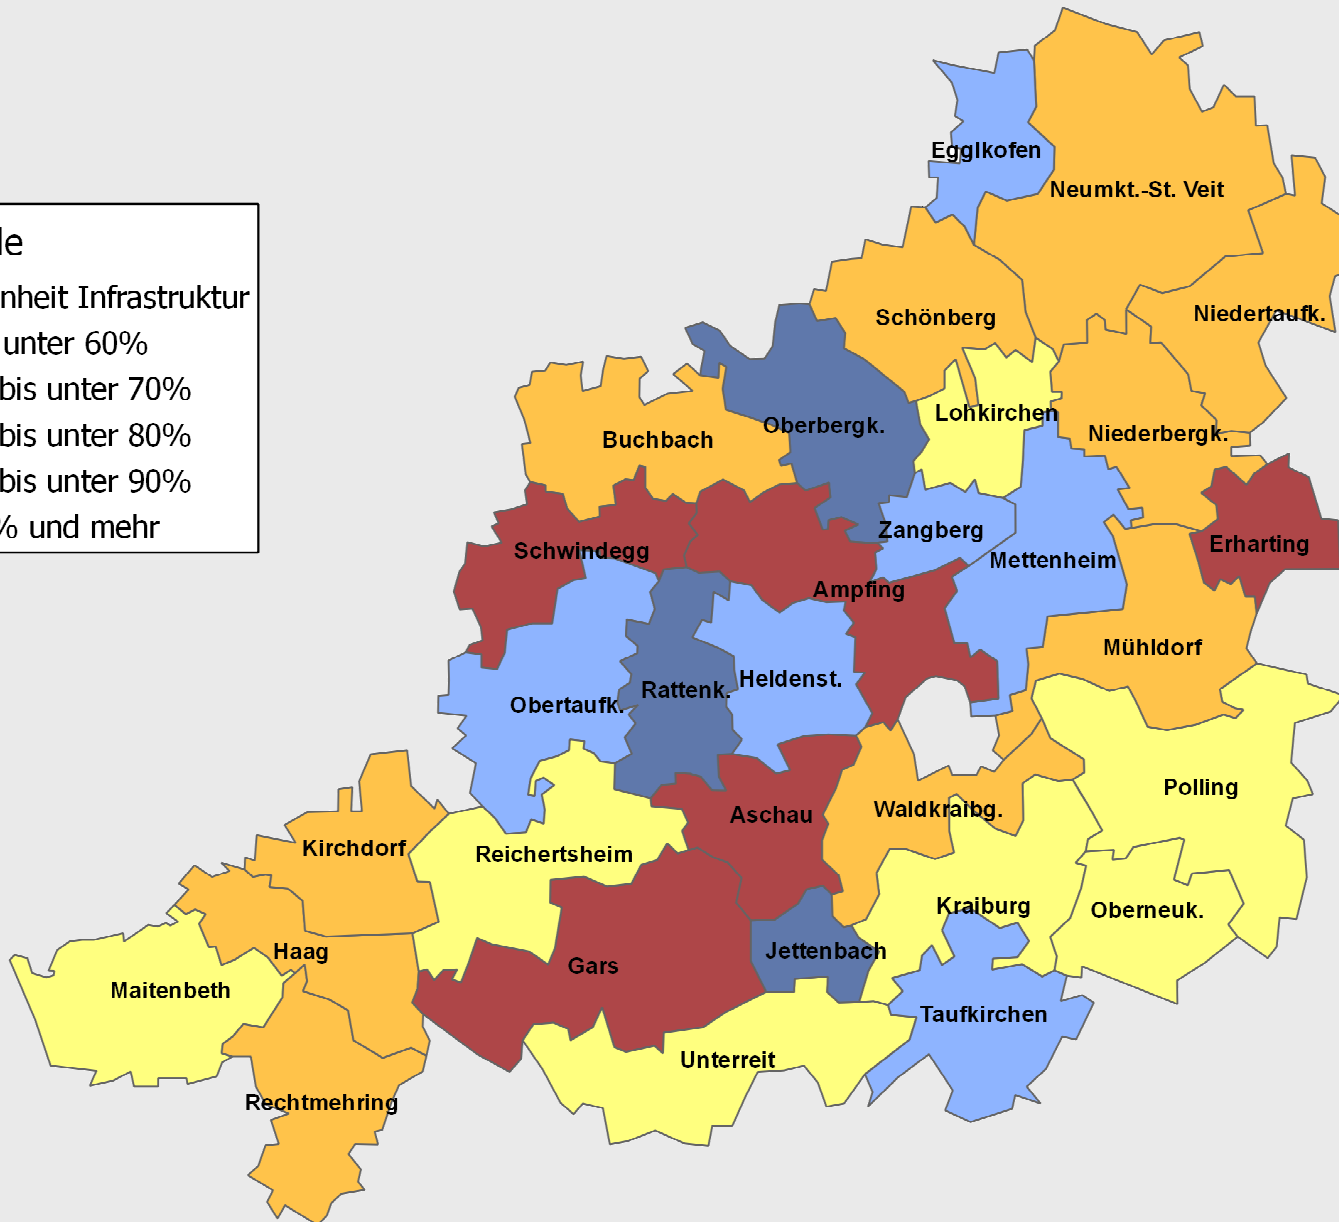 le
nheit Infrastruktur
unter 60%
bis unter 70%
bis unter 80%
bis unter 90%
% und mehr
Egglkofen
Neumkt.-St. Veit
Schönberg
Niedertaufk.
Lohkirchen
Oberbergk.
Niederbergk.
Buchbach
Zangberg
Schwindegg
Erharting
Mettenheim
Ampfing
Mühldorf
Heldenst.
Rattenk.
Obertaufk.
Polling
Waldkraibg.
Aschau
Kirchdorf
Reichertsheim
Kraiburg
Oberneuk.
Haag
Jettenbach
Gars
Maitenbeth
Taufkirchen
Unterreit
Rechtmehring